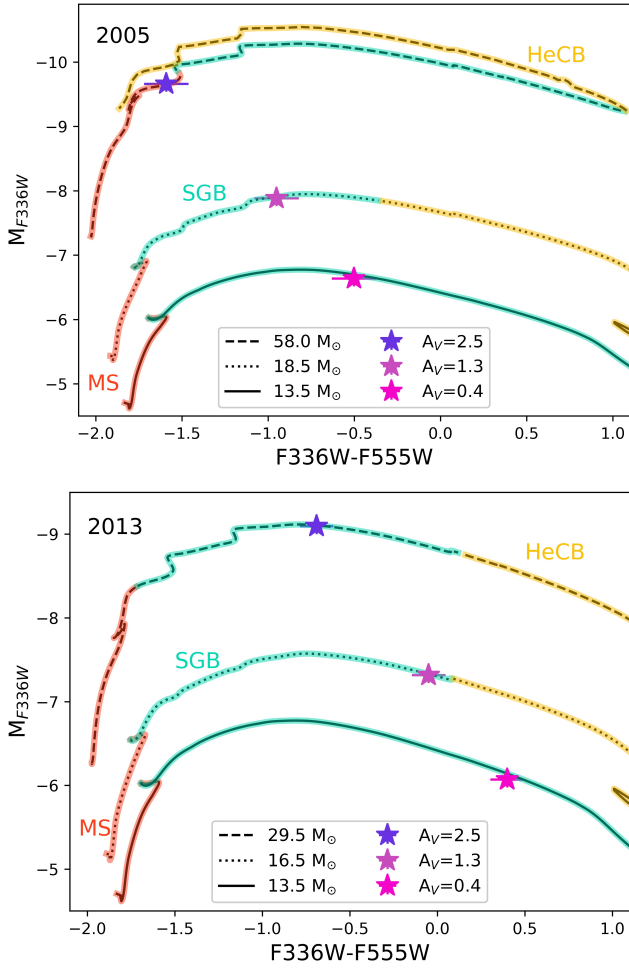 2005
HeCB
−10
−9
−8
−7
−6
−5
M_F336W
SGB
MS
58.0 M⊙ A_V=2.5
18.5 M⊙ A_V=1.3
13.5 M⊙ A_V=0.4
−2.0 −1.5 −1.0 −0.5 0.0 0.5 1.0
F336W-F555W
2013
HeCB
−9
−8
−7
−6
−5
M_F336W
SGB
MS
29.5 M⊙ A_V=2.5
16.5 M⊙ A_V=1.3
13.5 M⊙ A_V=0.4
−2.0 −1.5 −1.0 −0.5 0.0 0.5 1.0
F336W-F555W